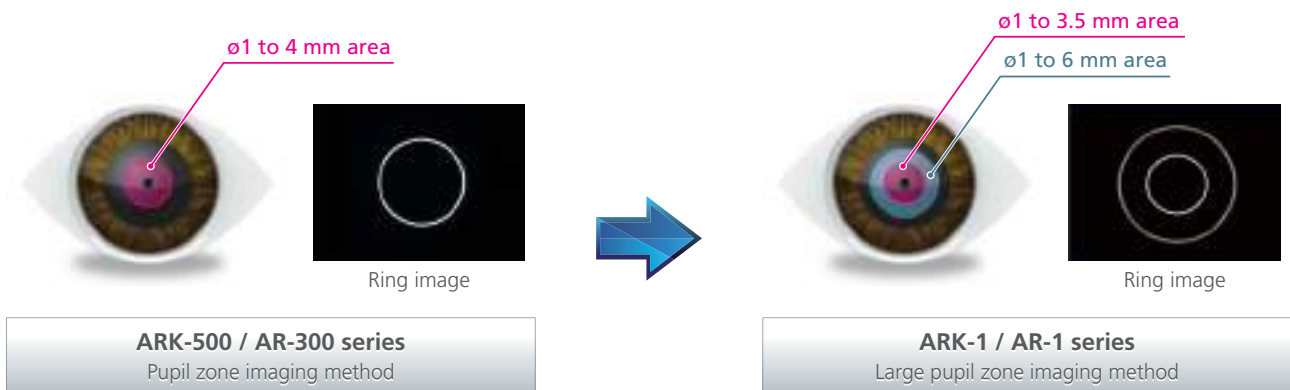 ø1 to 4 mm area
Ring image
ARK-500 / AR-300 series
Pupil zone imaging method
ø1 to 3.5 mm area
ø1 to 6 mm area
Ring image
ARK-1 / AR-1 series
Large pupil zone imaging method